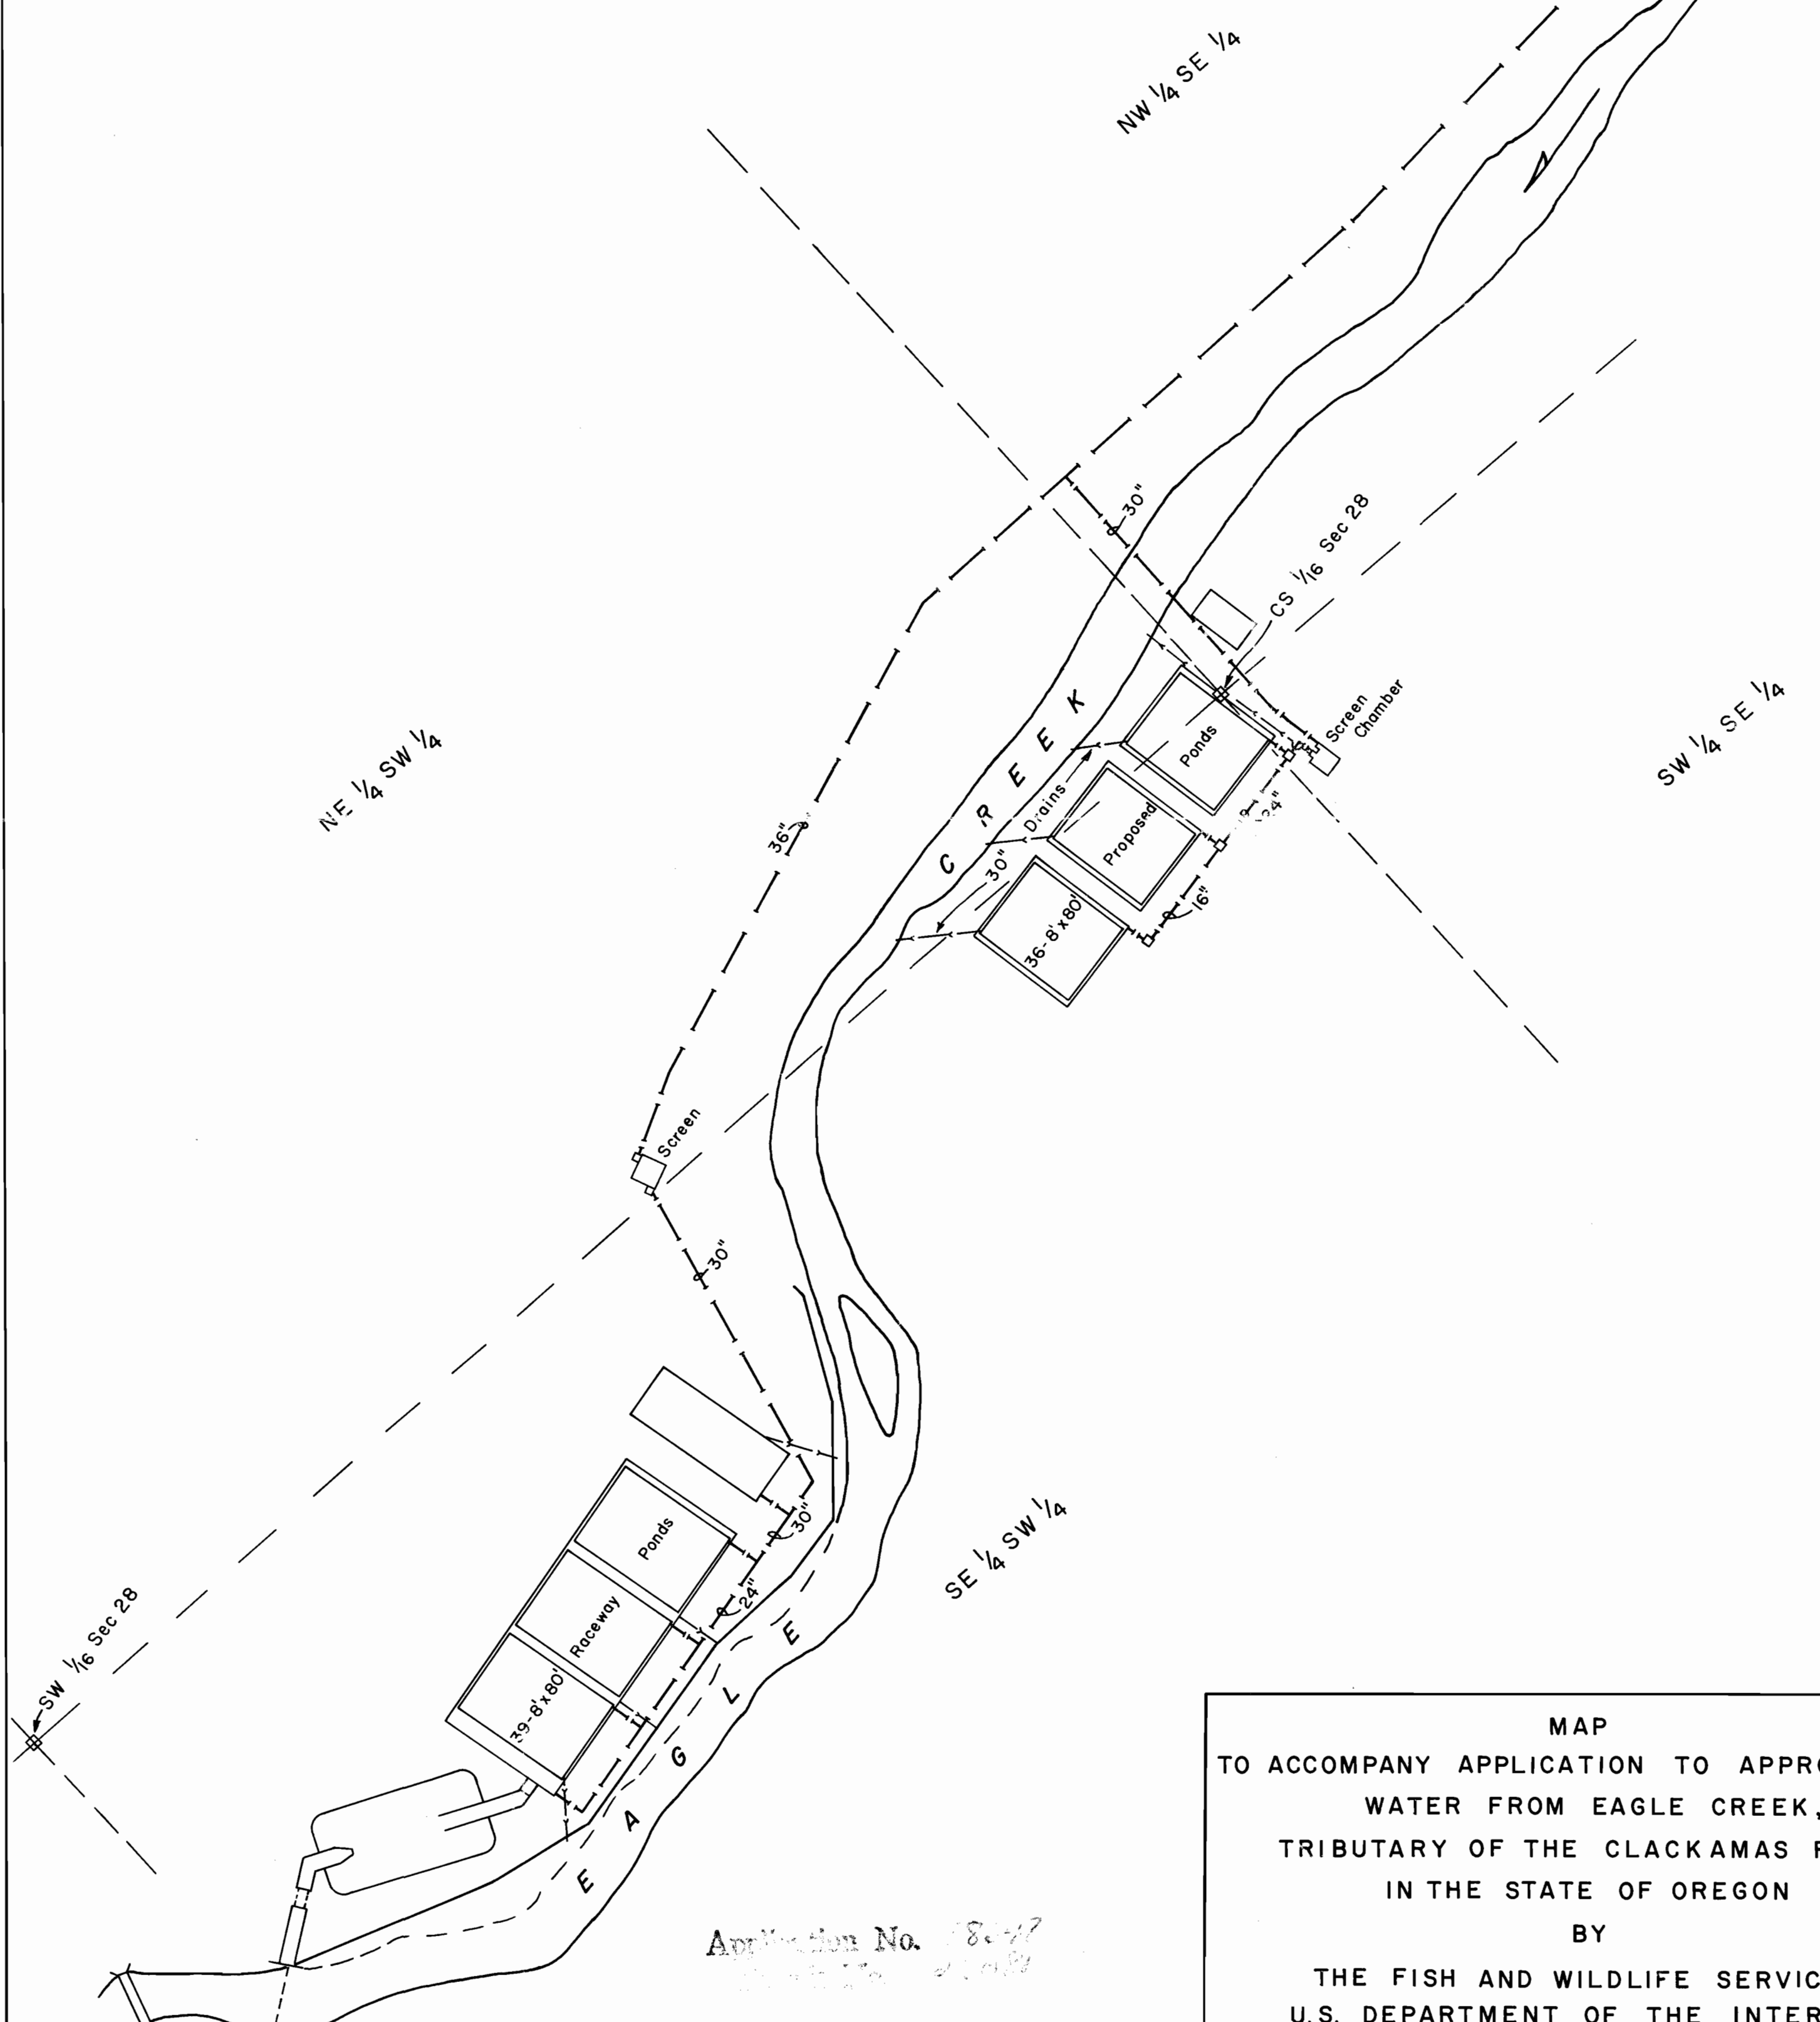 NW 1/4 SE 1/4
30"
CS 1/16 Sec 28
Screen
Chamber
SW 1/4 SE 1/4
NE 1/4 SW 1/4
36"
CREEK
Drains
30"
Ponds
Proposed
36-8'x80'
24"
16"
Screen
30"
SE 1/4 SW 1/4
30"
24"
Ponds
Raceway
39-8'x80'
SW 1/16 Sec 28
EAGLE
MAP
TO ACCOMPANY APPLICATION TO APPR
WATER FROM EAGLE CREEK,
TRIBUTARY OF THE CLACKAMAS
IN THE STATE OF OREGON
BY
THE FISH AND WILDLIFE SERVIC
U.S. DEPARTMENT OF THE INTER
Application No.